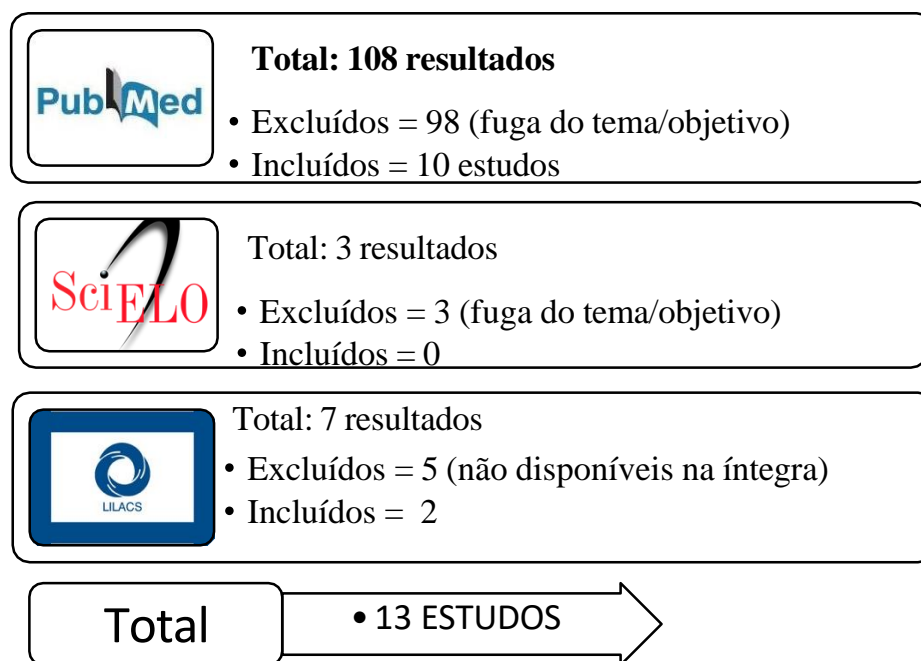 PubMed
Total: 108 resultados
• Excluídos = 98 (fuga do tema/objetivo)
• Incluídos = 10 estudos
SciELO
Total: 3 resultados
• Excluídos = 3 (fuga do tema/objetivo)
• Incluídos = 0
LILACS
Total: 7 resultados
• Excluídos = 5 (não disponíveis na íntegra)
• Incluídos = 2
Total
• 13 ESTUDOS